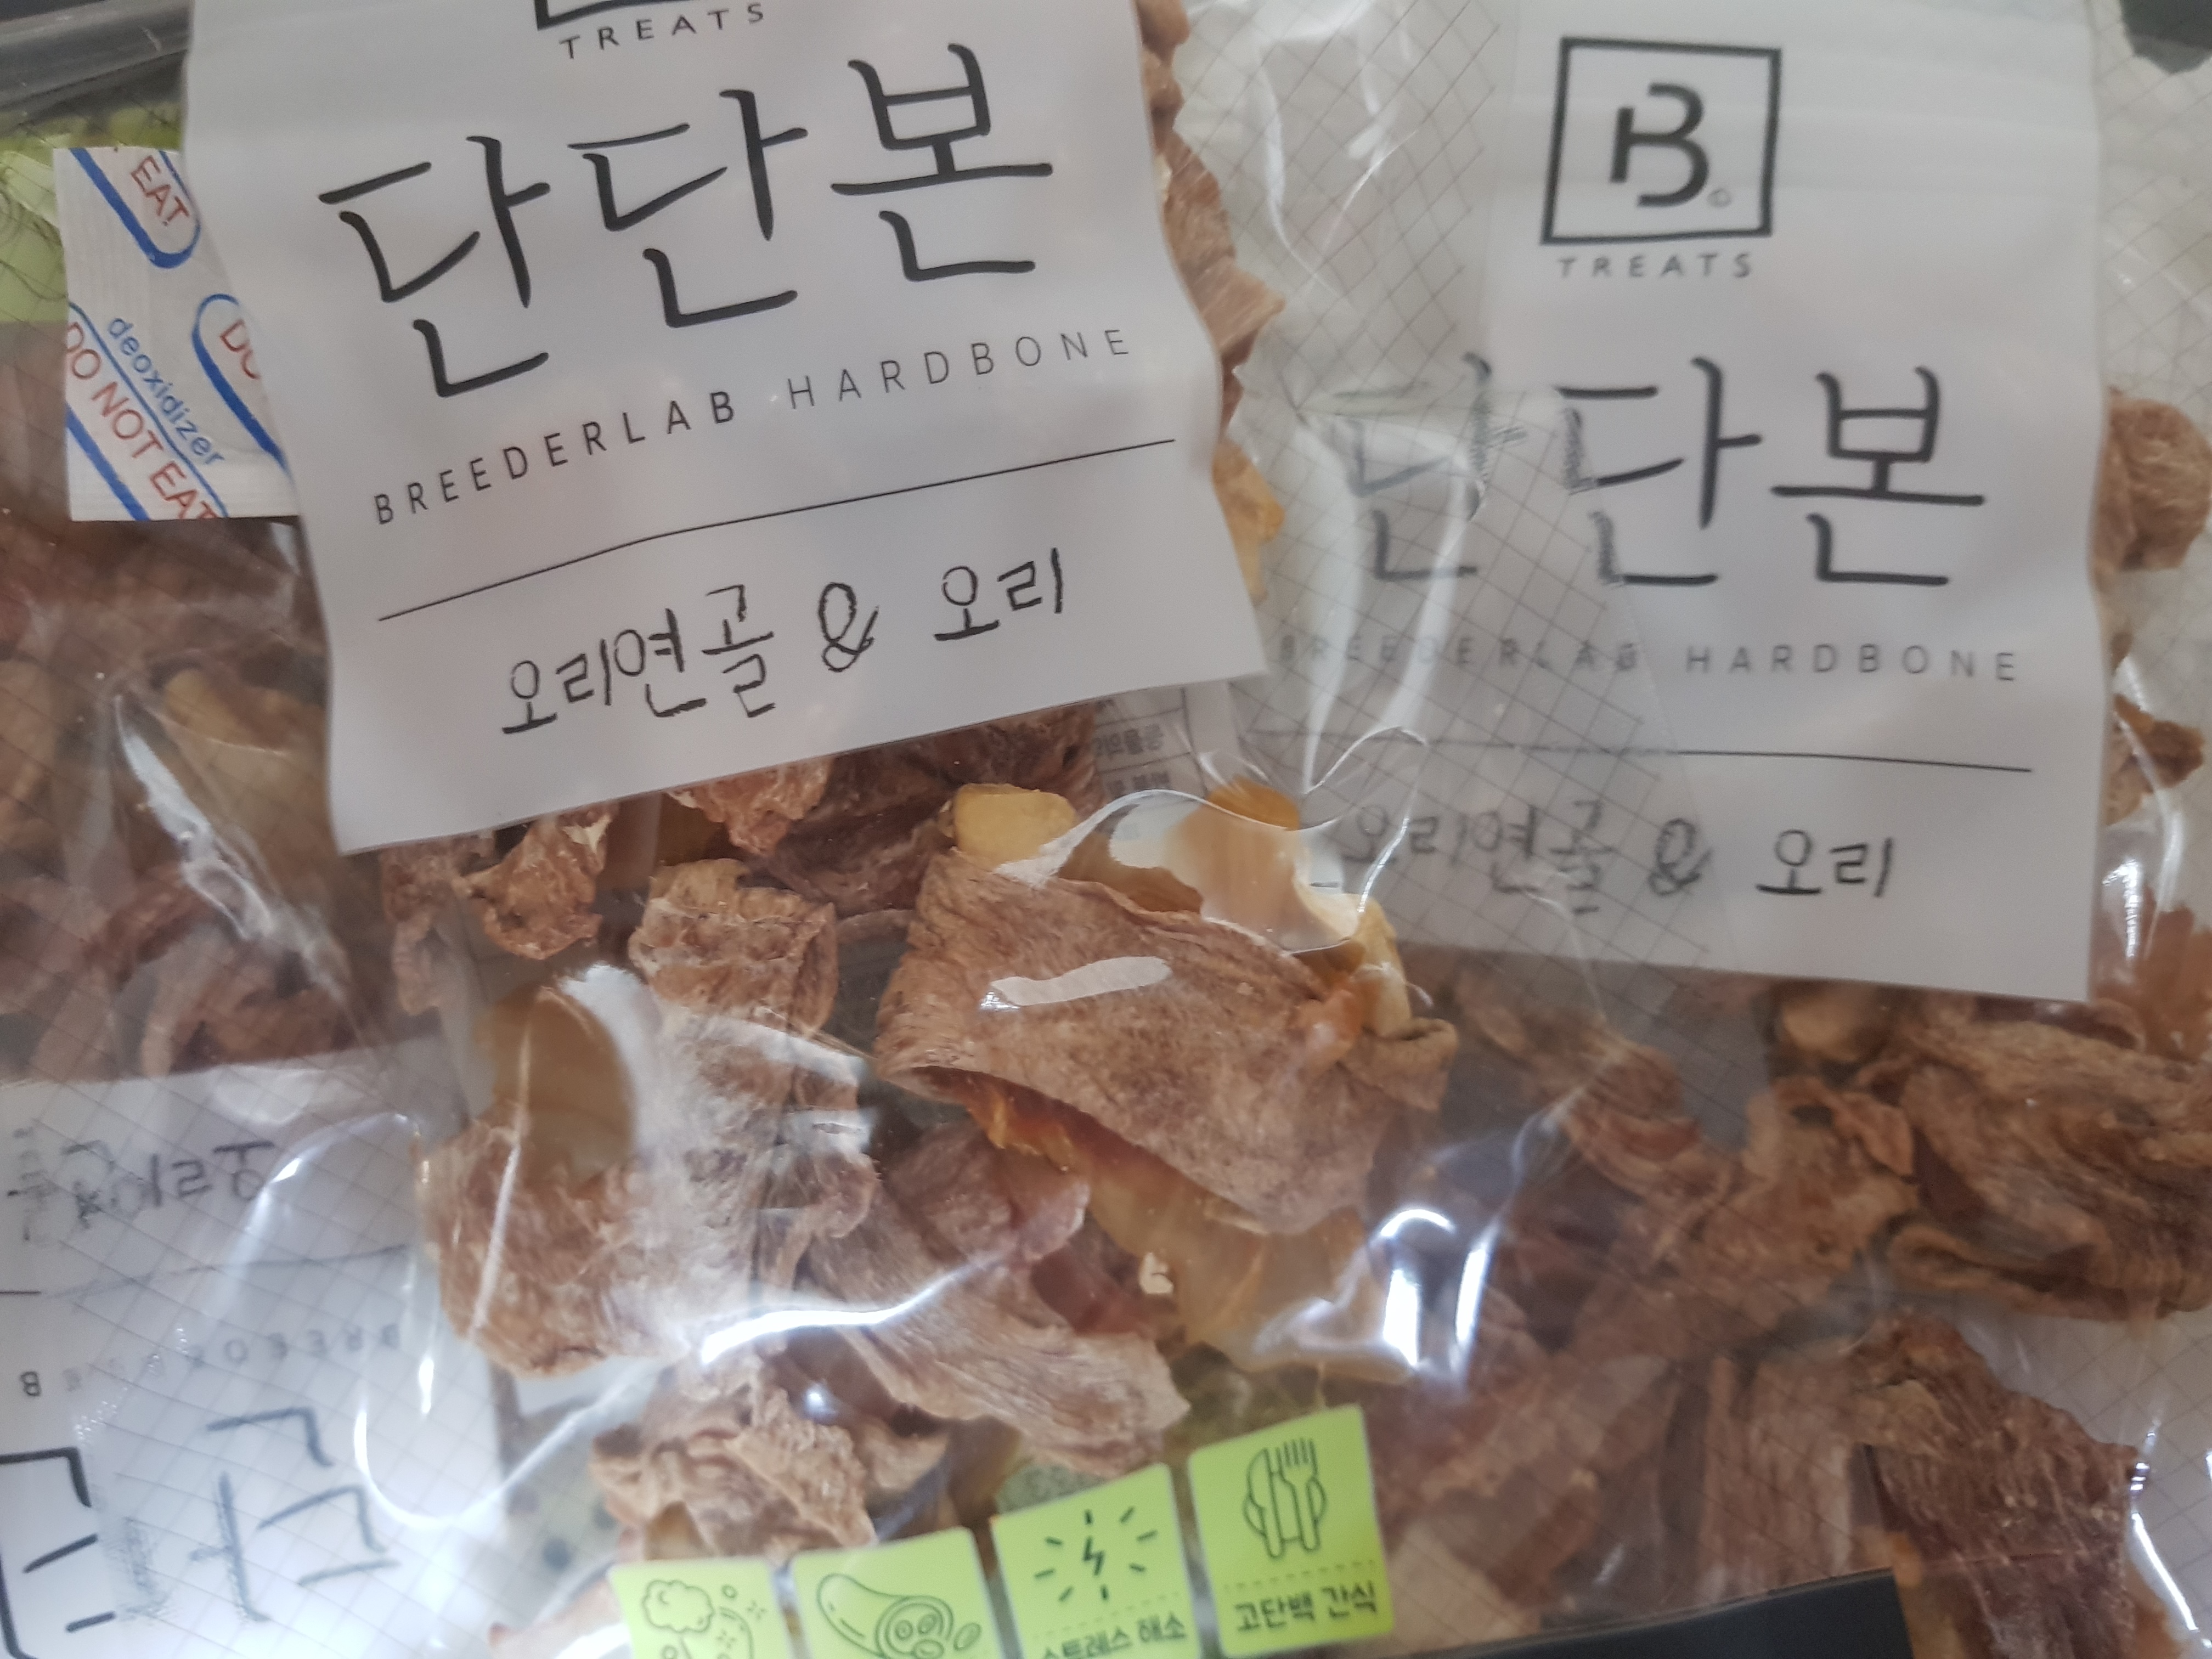 TREATS
단단본
BREEDERLAB HARDBONE
오리연골 & 오리
EAT
DO NOT EAT
deoxidizer
DO
B
TREATS
단단본
BREEDERLAB HARDBONE
오리연골 & 오리
스트레스 해소
고단백 간식